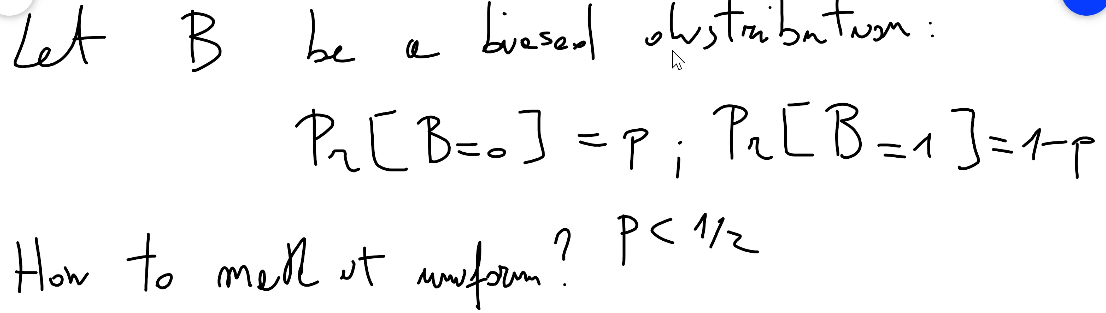 Let B be a biased distribution:
Pr[B=0] = p ; Pr[B=1]=1-p
How to make it uniform? p < 1/2